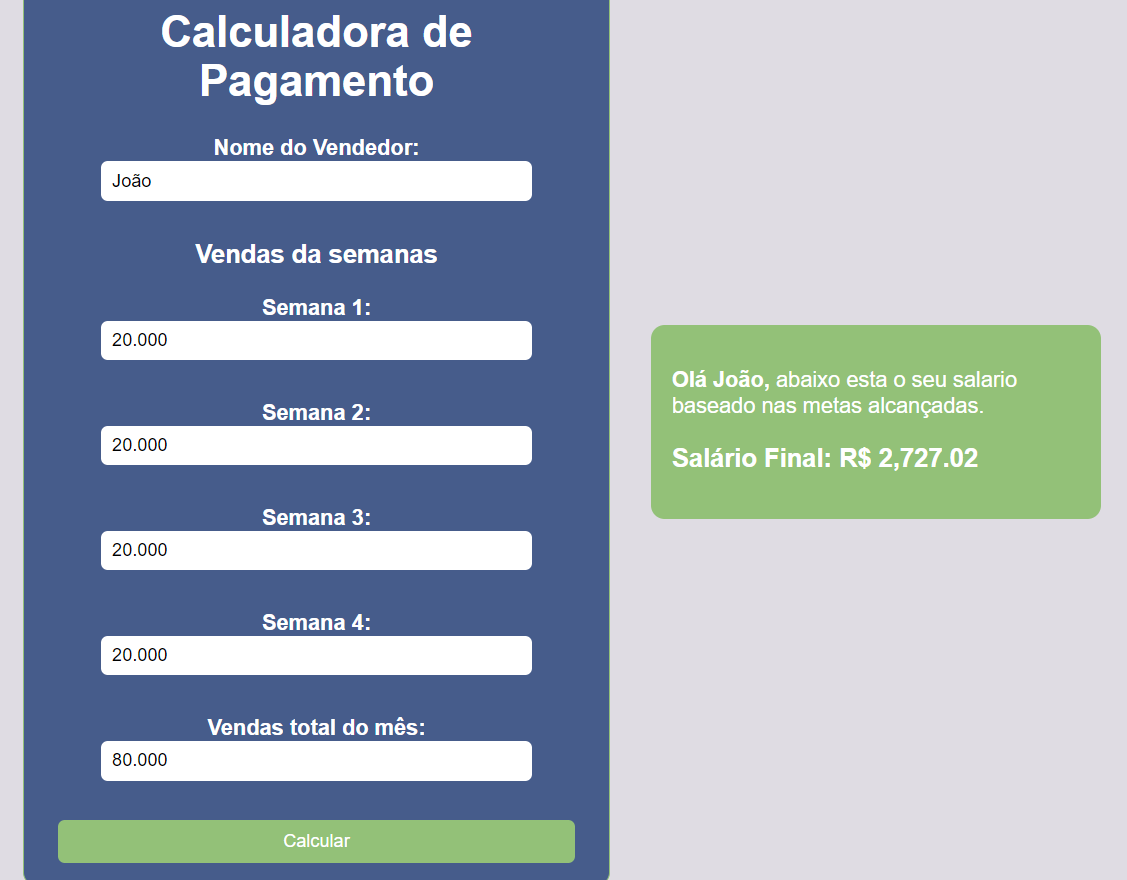 Calculadora de
Pagamento
Nome do Vendedor:
João
Vendas da semanas
Semana 1:
20.000
Semana 2:
20.000
Semana 3:
20.000
Semana 4:
20.000
Vendas total do mês:
80.000
Calcular
Olá João, abaixo esta o seu salario
baseado nas metas alcançadas.
Salário Final: R$ 2,727.02